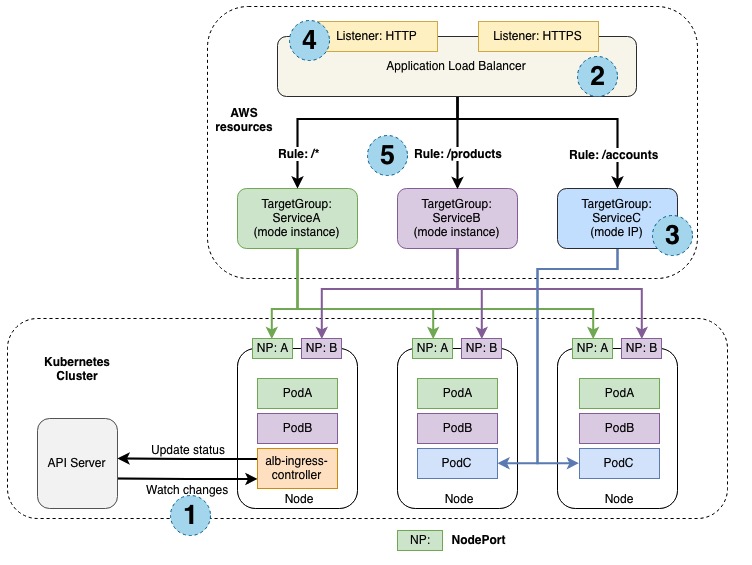 4
Listener: HTTP
Listener: HTTPS
Application Load Balancer
2
AWS
resources
Rule: /*
5
Rule: /products
Rule: /accounts
TargetGroup:
ServiceA
(mode instance)
TargetGroup:
ServiceB
(mode instance)
TargetGroup:
ServiceC
(mode IP)
3
Kubernetes
Cluster
NP: A
NP: B
NP: A
NP: B
NP: A
NP: B
PodA
PodB
alb-ingress-
controller
Node
PodA
PodB
PodC
Node
PodA
PodB
PodC
Node
API Server
Update status
Watch changes
1
NP:
NodePort